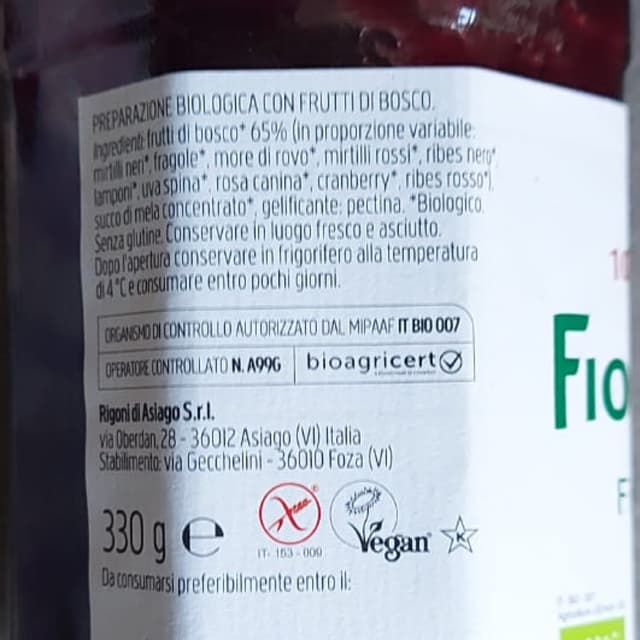 PREPARAZIONE BIOLOGICA CON FRUTTI DI BOSCO.
Ingredienti: frutti di bosco* 65% (in proporzione variabile:
mirtilli neri*, fragole*, more di rovo*, mirtilli rossi*, ribes nero*,
lamponi*, uva spina*, rosa canina*, cranberry*, ribes rosso*),
succo di mela concentrato*, gelificante: pectina. *Biologico.
Senza glutine. Conservare in luogo fresco e asciutto.
Dopo l'apertura conservare in frigorifero alla temperatura
di 4 °C e consumare entro pochi giorni.
ORGANISMO DI CONTROLLO AUTORIZZATO DAL MIPAAF IT BIO 007
OPERATORE CONTROLLATO N. A99G
bioagricert
Rigoni di Asiago S.r.l.
via Oberdan, 28 - 36012 Asiago (VI) Italia
Stabilimento: via Gecchelini - 36010 Foza (VI)
330 g e
IT-153-009
Vegan
K
Da consumarsi preferibilmente entro il:
10
FIO
F